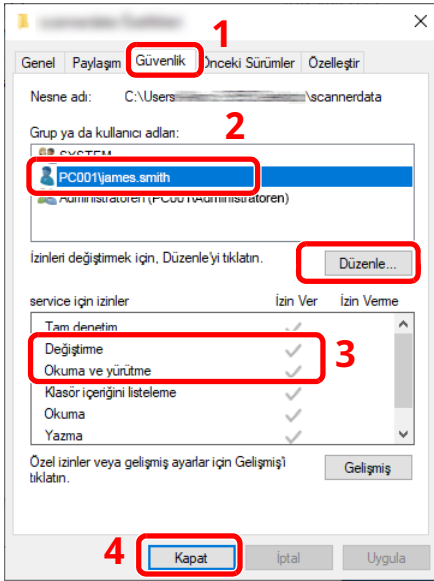 1
Genel Paylaşım Güvenlik Önceki Sürümler Özelleştir
Nesne adı: C:\Users \scannerdata
2
Grup ya da kullanıcı adları:
SYSTEM
PC001\james.smith
Administratoren (PC001\Administratoren)
İzinleri değiştirmek için, Düzenle'yi tıklatın.
Düzenle...
service için izinler İzin Ver İzin Verme
Tam denetim
Değiştirme
Okuma ve yürütme
3
Klasör içeriğini listeleme
Okuma
Yazma
Özel izinler veya gelişmiş ayarlar için Gelişmiş'i
tıklatın.
Gelişmiş
4
Kapat İptal Uygula